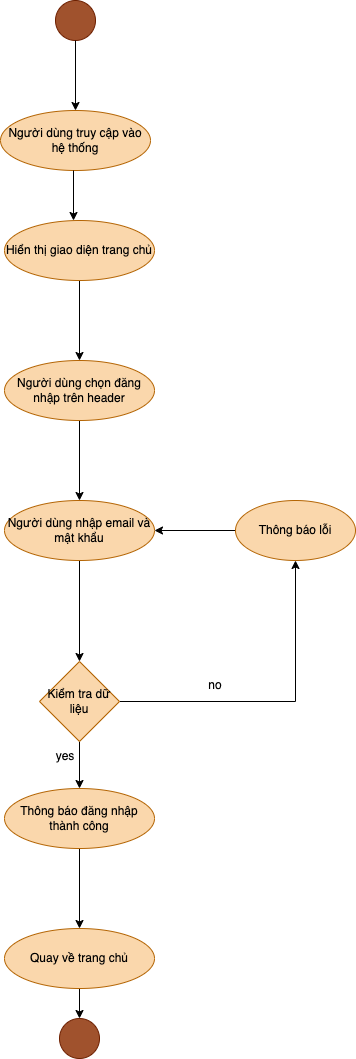 Người dùng truy cập vào
hệ thống
Hiển thị giao diện trang chủ
Người dùng chọn đăng
nhập trên header
Người dùng nhập email và
mật khẩu
Thông báo lỗi
Kiểm tra dữ
liệu
no
yes
Thông báo đăng nhập
thành công
Quay về trang chủ